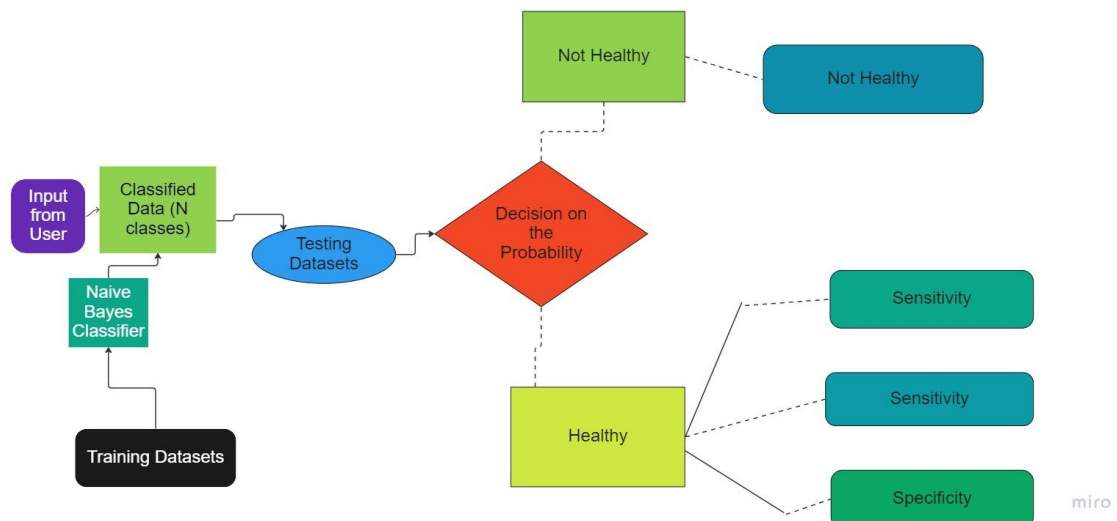 Not Healthy
Not Healthy
Input
from
User
Classified
Data (N
classes)
Testing
Datasets
Decision on
the
Probability
Naive
Bayes
Classifier
Training Datasets
Healthy
Sensitivity
Sensitivity
Specificity
miro